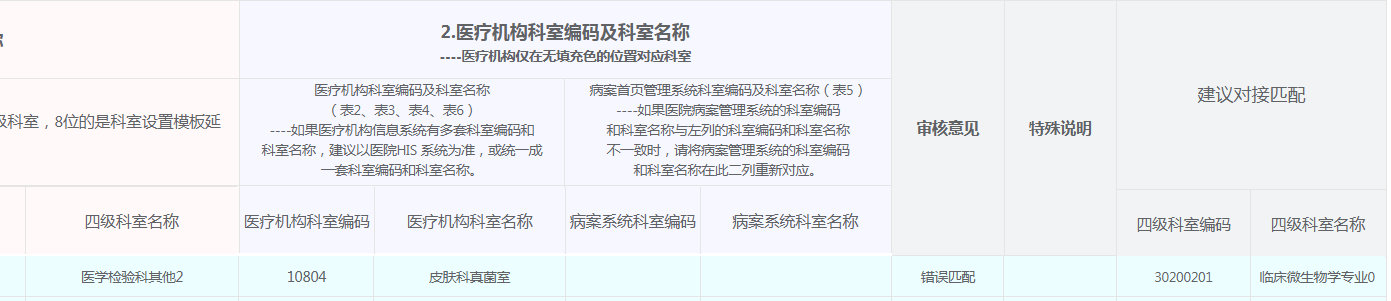 2.医疗机构科室编码及科室名称
----医疗机构仅在无填充色的位置对应科室
级科室，8位的是科室设置模板延
医疗机构科室编码及科室名称
（表2、表3、表4、表6）
----如果医疗机构信息系统有多套科室编码和
科室名称，建议以医院HIS 系统为准，或统一成
一套科室编码和科室名称。
病案首页管理系统科室编码及科室名称（表5）
----如果医院病案管理系统的科室编码
和科室名称与左列的科室编码和科室名称
不一致时，请将病案管理系统的科室编码
和科室名称在此二列重新对应。
审核意见
特殊说明
建议对接匹配
四级科室名称
医疗机构科室编码
医疗机构科室名称
病案系统科室编码
病案系统科室名称
四级科室编码
四级科室名称
医学检验科其他2
10804
皮肤科真菌室
错误匹配
30200201
临床微生物学专业0